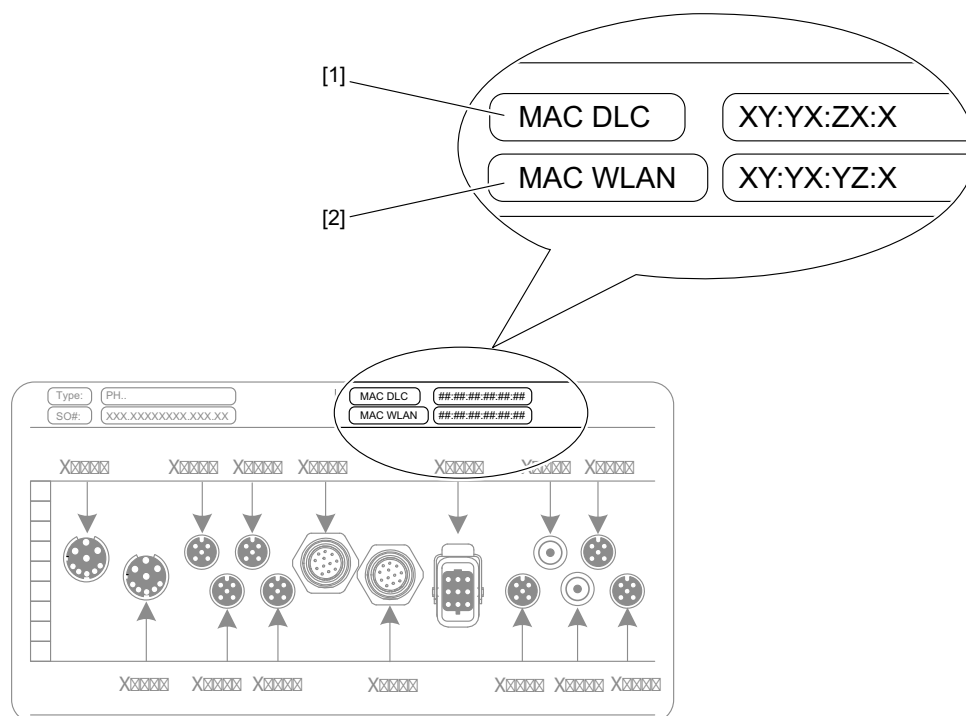 [1]
MAC DLC XY:YX:ZX:X
MAC WLAN XY:YX:YZ:X
[2]
Type: PH.. MAC DLC ##:##:##:##:##:##
SO#: XXX.XXXXXXXX.XXX.XX MAC WLAN ##:##:##:##:##:##
X☒☒☒☒ X☒☒☒☒ X☒☒☒☒ X☒☒☒☒ X☒☒☒☒ X☒☒☒☒ X☒☒☒☒
X☒☒☒☒ X☒☒☒☒ X☒☒☒☒ X☒☒☒☒ X☒☒☒☒ X☒☒☒☒ X☒☒☒☒